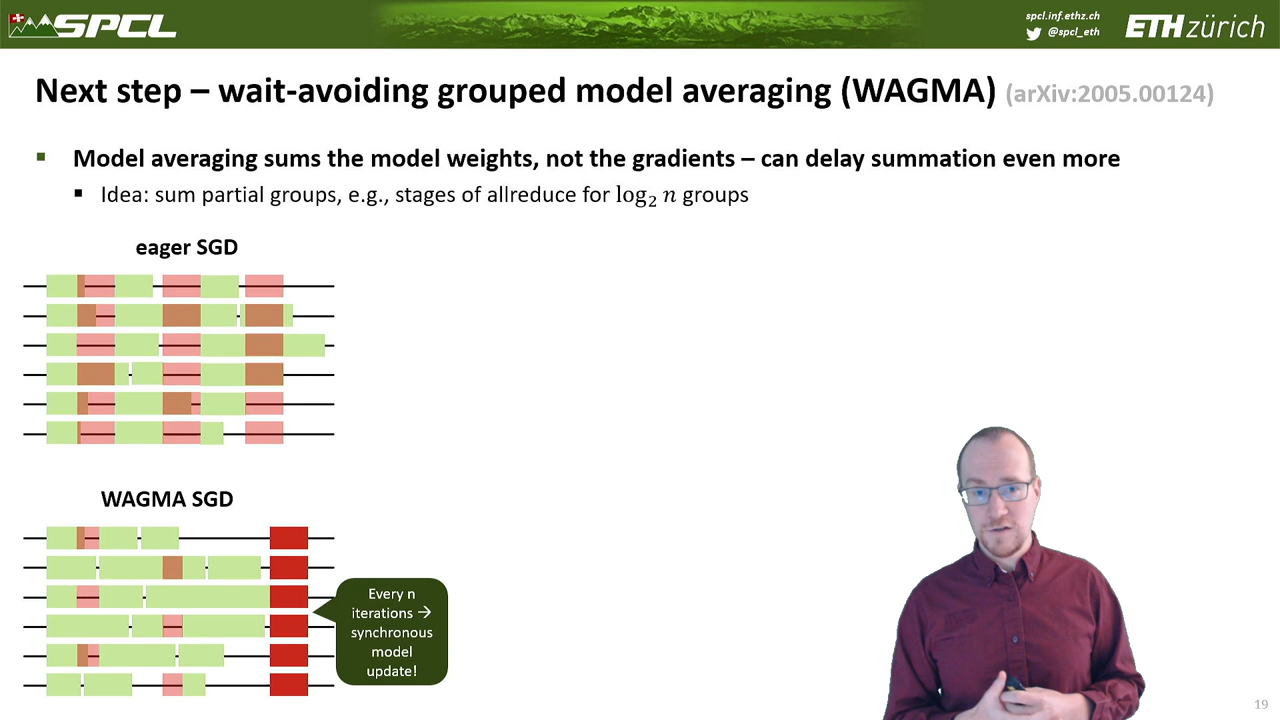 SPCL
spcl.inf.ethz.ch
@spcl_eth
ETH zürich
Next step – wait-avoiding grouped model averaging (WAGMA) (arXiv:2005.00124)
Model averaging sums the model weights, not the gradients – can delay summation even more
Idea: sum partial groups, e.g., stages of allreduce for log₂ n groups
eager SGD
WAGMA SGD
Every n
iterations →
synchronous
model
update!
19